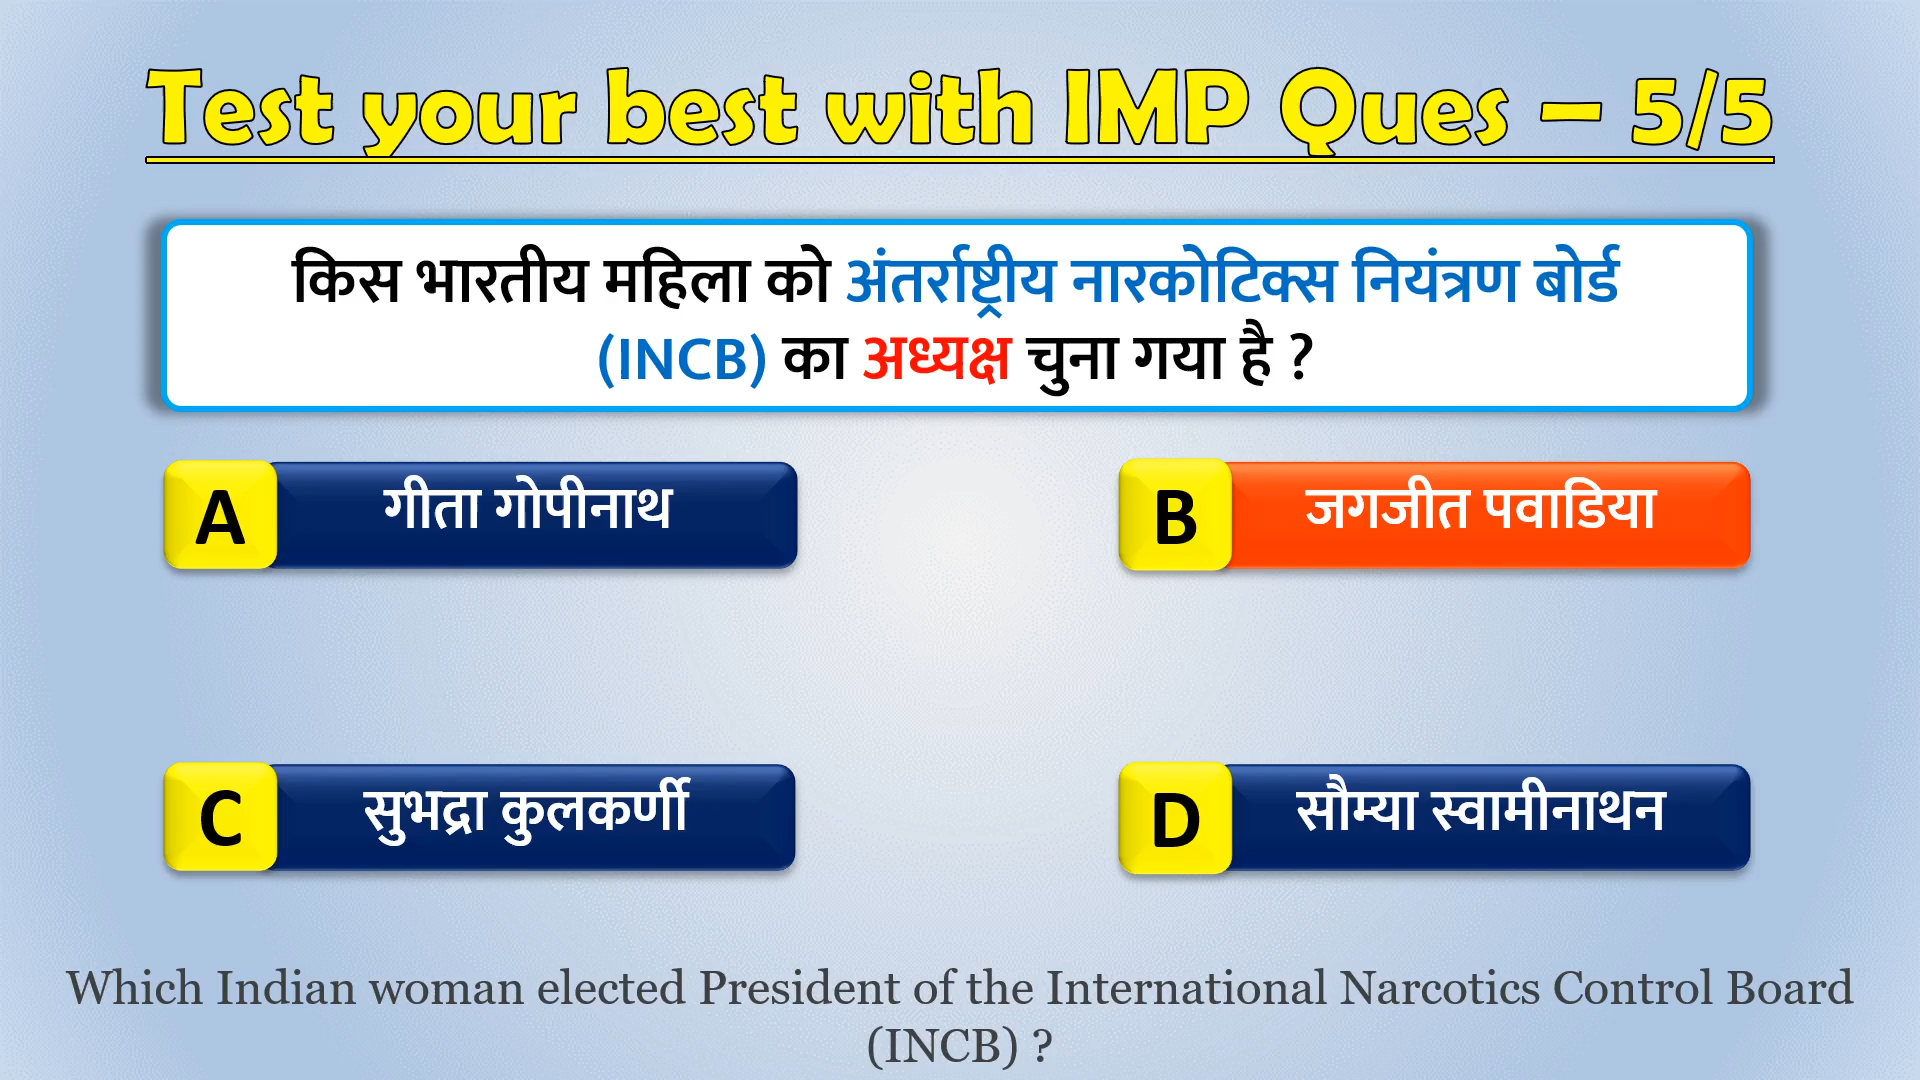 Test your best with IMP Ques – 5/5
किस भारतीय महिला को अंतर्राष्ट्रीय नारकोटिक्स नियंत्रण बोर्ड
(INCB) का अध्यक्ष चुना गया है ?
A गीता गोपीनाथ
B जगजीत पवाडिया
C सुभद्रा कुलकर्णी
D सौम्या स्वामीनाथन
Which Indian woman elected President of the International Narcotics Control Board
(INCB) ?